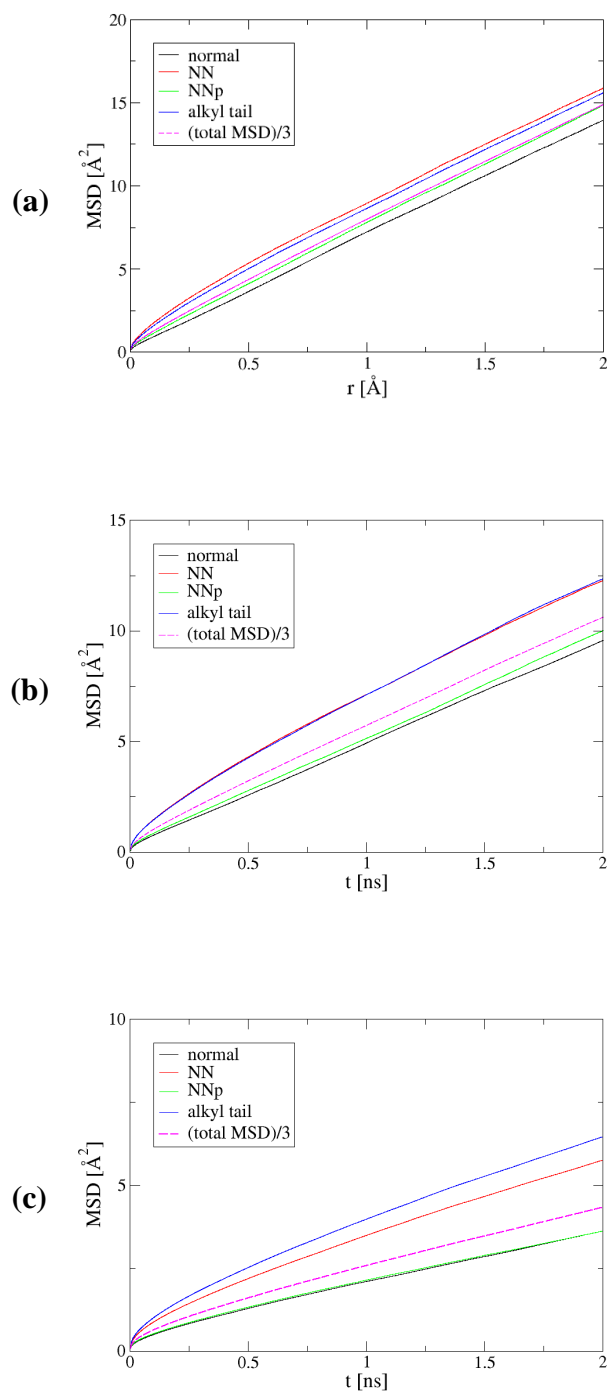 20
normal
NN
NNp
alkyl tail
(total MSD)/3
15
(a)
MSD [Å²]
10
5
0
0 0.5 1 1.5 2
r [Å]
15
normal
NN
NNp
alkyl tail
(total MSD)/3
10
(b)
MSD [Å²]
5
0
0 0.5 1 1.5 2
t [ns]
10
normal
NN
NNp
alkyl tail
(total MSD)/3
(c)
MSD [Å²]
5
0
0 0.5 1 1.5 2
t [ns]